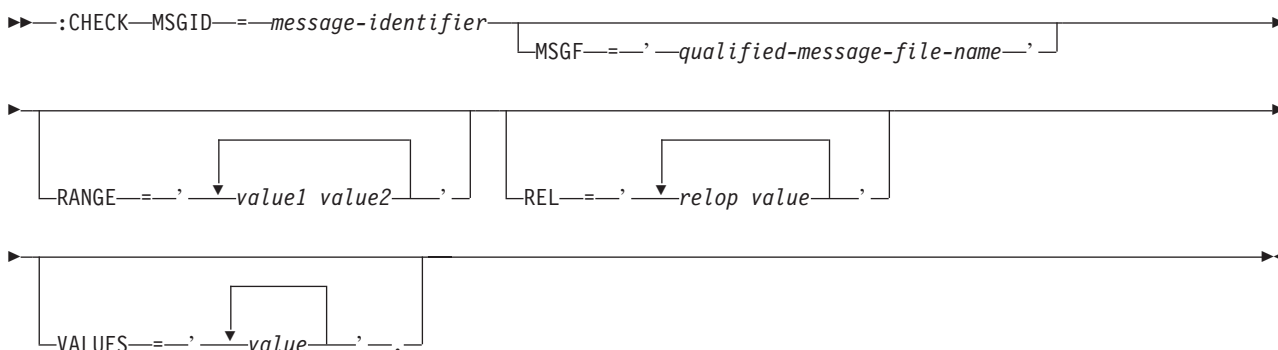 :CHECK MSGID = message-identifier
MSGF =' qualified-message-file-name '
RANGE =' value1 value2 '
REL =' relop value '
VALUES =' value ' .